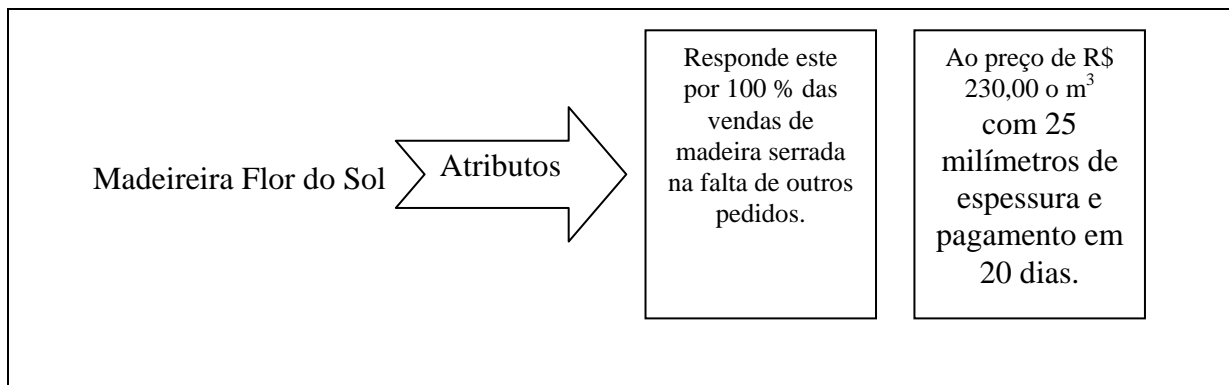 Madeireira Flor do Sol
Atributos
Responde este
por 100 % das
vendas de
madeira serrada
na falta de outros
pedidos.
Ao preço de R$
230,00 o m³
com 25
milímetros de
espessura e
pagamento em
20 dias.